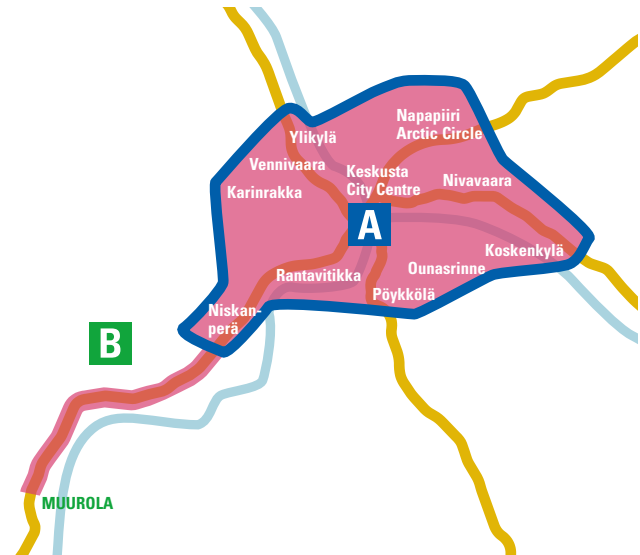 Napapiiri
Arctic Circle
Ylikylä
Vennivaara
Keskusta
City Centre
Nivavaara
Karinrakka
A
Koskenkylä
Ounasrinne
Rantavitikka
Pöykkölä
Niskan-
perä
B
MUUROLA